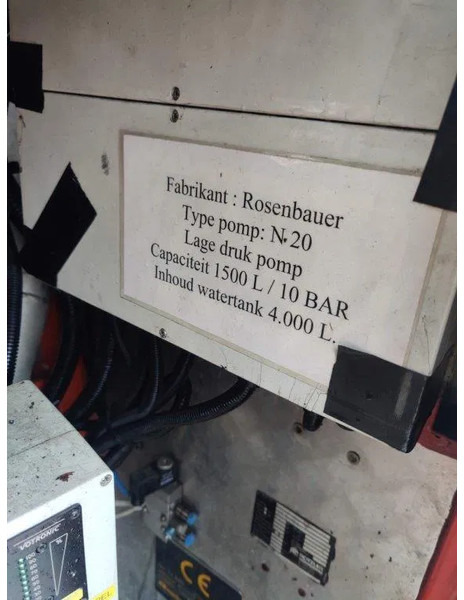 Fabrikant : Rosenbauer
Type pomp: N 20
Lage druk pomp
Capaciteit 1500 L / 10 BAR
Inhoud watertank 4.000 L.
VOTRONIC
%
CE